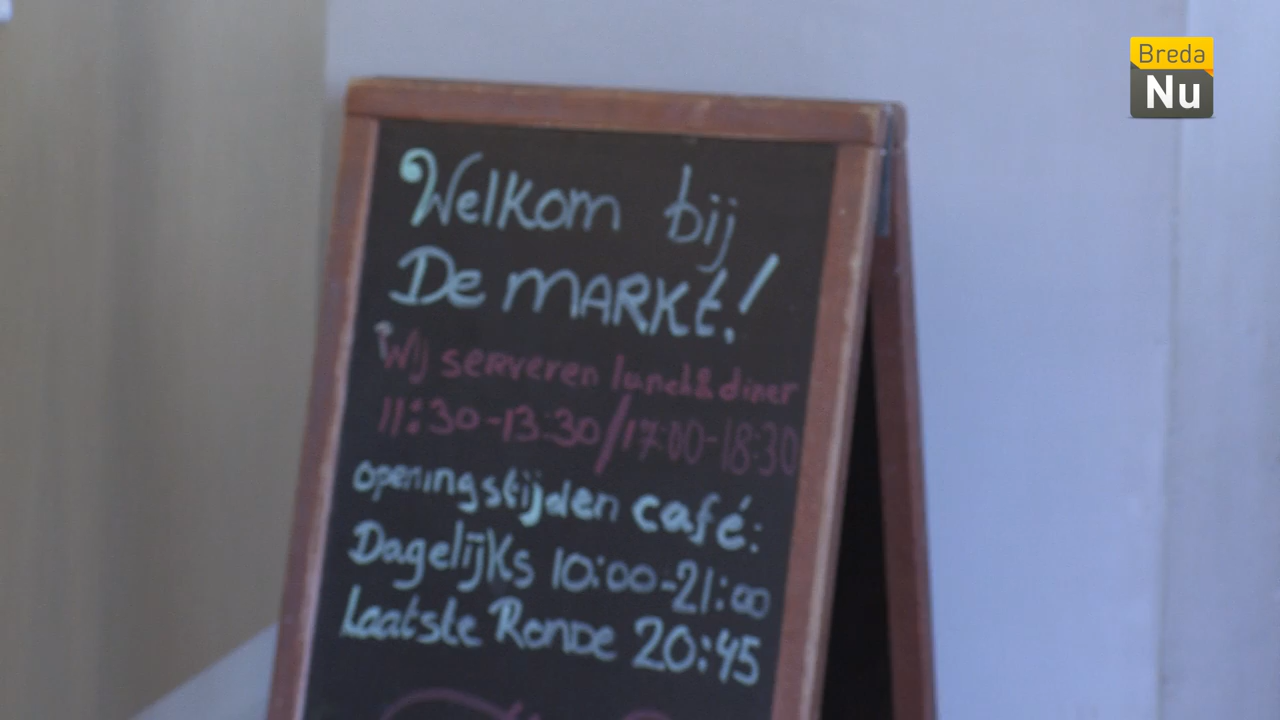 Breda
Nu
Welkom bij
De MARKt!
Wij serveren lunch & diner
11:30-13:30/17:00-18:30
openingstijden café:
Dagelijks 10:00-21:00
laatste Ronde 20:45